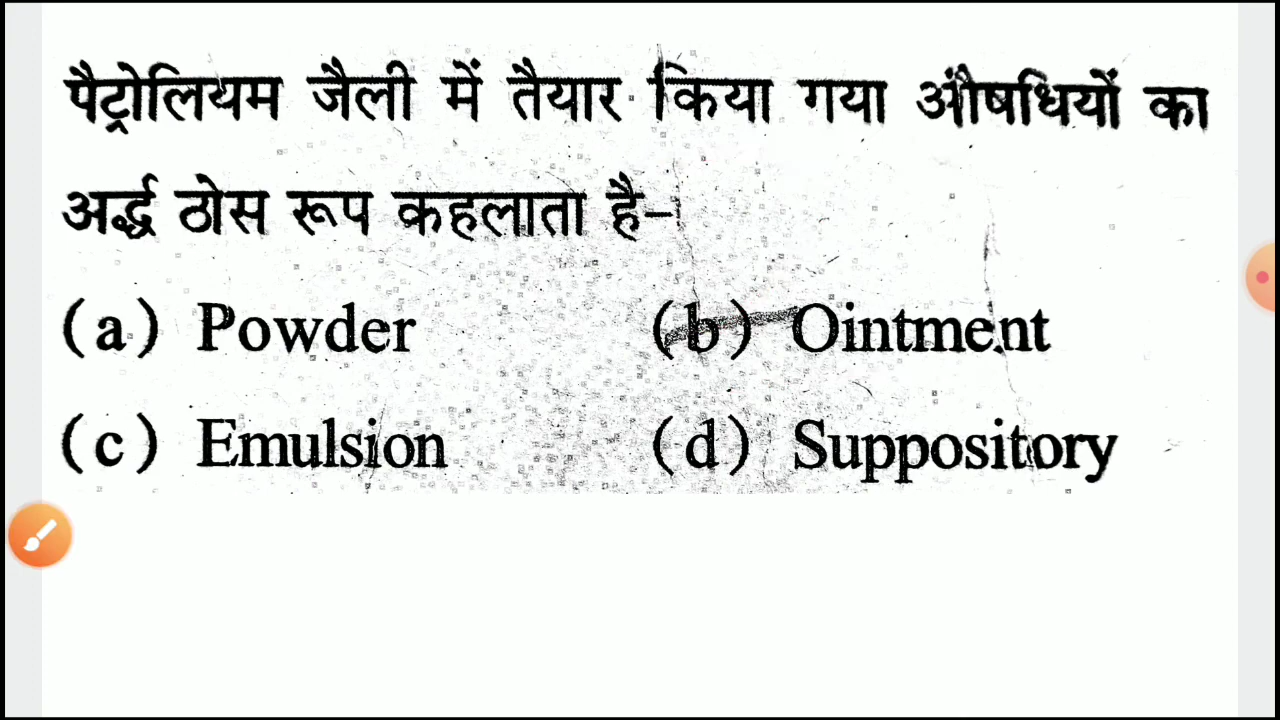 पैट्रोलियम जैली में तैयार किया गया औषधियों का
अर्द्ध ठोस रूप कहलाता है-
(a) Powder (b) Ointment
(c) Emulsion (d) Suppository